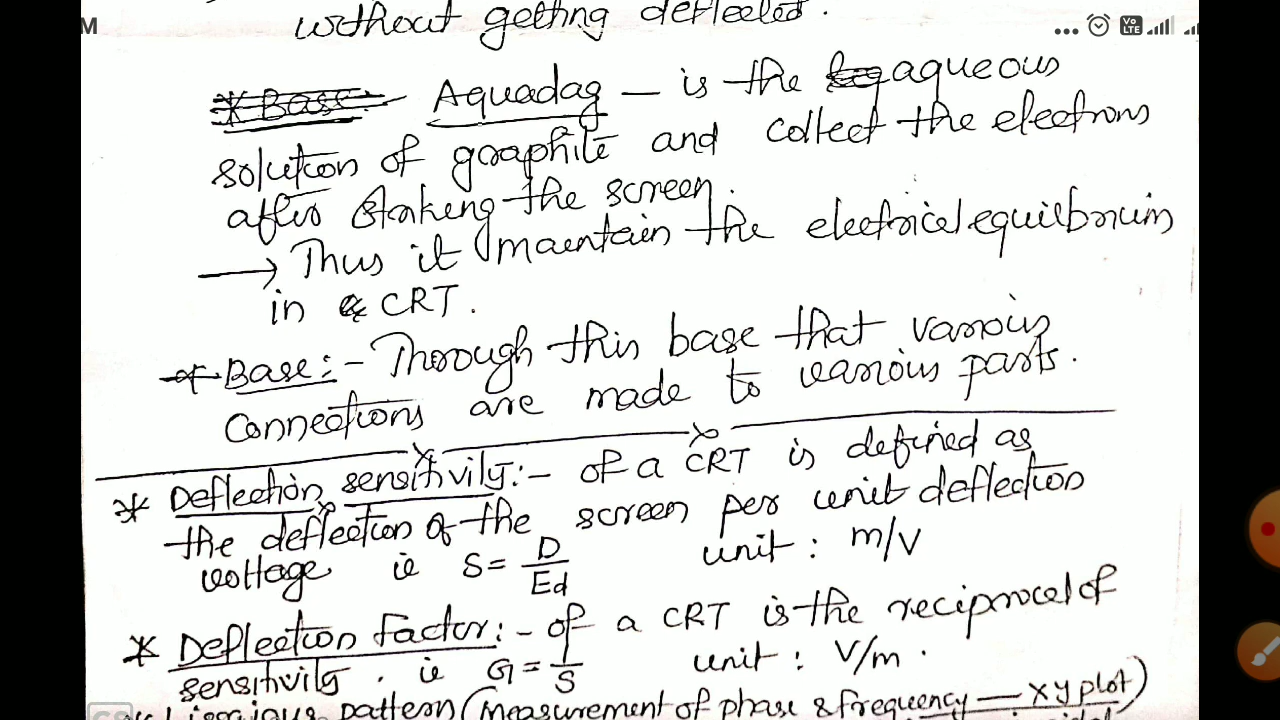 M
Vo LTE
without getting deflected.
* Base Aquadag — is the aqueous
solution of graphite and collect the electrons
after striking the screen.
→ Thus it maintain the electrical equilibrium
in a CRT.
* Base:- Through this base that various
connections are made to various parts.
* Deflection sensitivity:- of a CRT is defined as
the deflection of the screen per unit deflection
voltage ie S = D/Ed unit : m/V
* Deflection Factor:- of a CRT is the reciprocal of
sensitivity. ie G = 1/S unit : V/m.
pattern (Measurement of phase & frequency — X y plot)